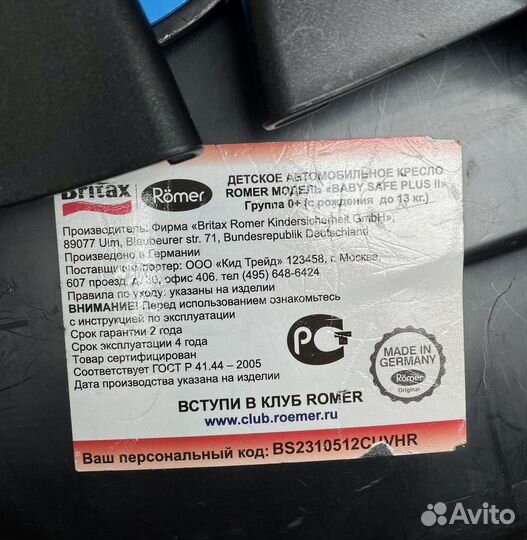 Britax Römer
ДЕТСКОЕ АВТОМОБИЛЬНОЕ КРЕСЛО
ROMER МОДЕЛЬ «BABY SAFE PLUS II»
Группа 0+ (с рождения до 13 кг.)
Производитель: Фирма «Britax Romer Kindersicherheit GmbH»,
89077 Ulm, Blaubeurer str. 71, Bundesrepublik Deutschland
Произведено в Германии
Поставщик/импортер: ООО «Кид Трейд» 123458, г. Москва,
607 проезд, д. 30, офис 406. тел (495) 648-6424
Правила по уходу: указаны на изделии
ВНИМАНИЕ! Перед использованием ознакомьтесь
с инструкцией по эксплуатации
Срок гарантии 2 года
Срок эксплуатации 4 года
Товар сертифицирован
Соответствует ГОСТ Р 41.44 – 2005
Дата производства указана на изделии
РСТ
MADE IN
GERMANY
Römer
Original
ВСТУПИ В КЛУБ ROMER
www.club.roemer.ru
Ваш персональный код: BS2310512CUVHR
Avito